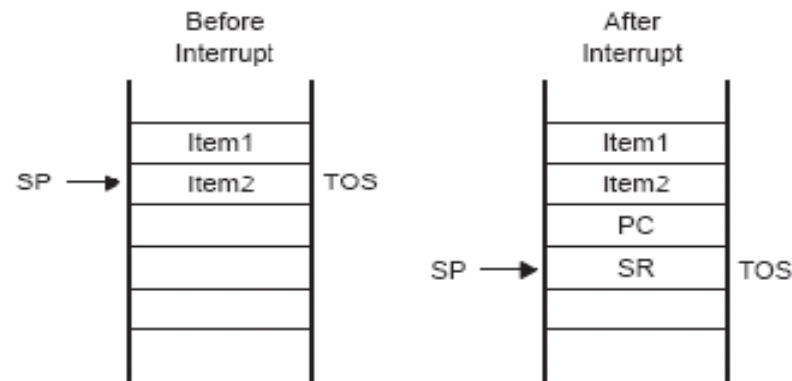 Before
Interrupt
Item1
SP
Item2
TOS
After
Interrupt
Item1
Item2
PC
SP
SR
TOS